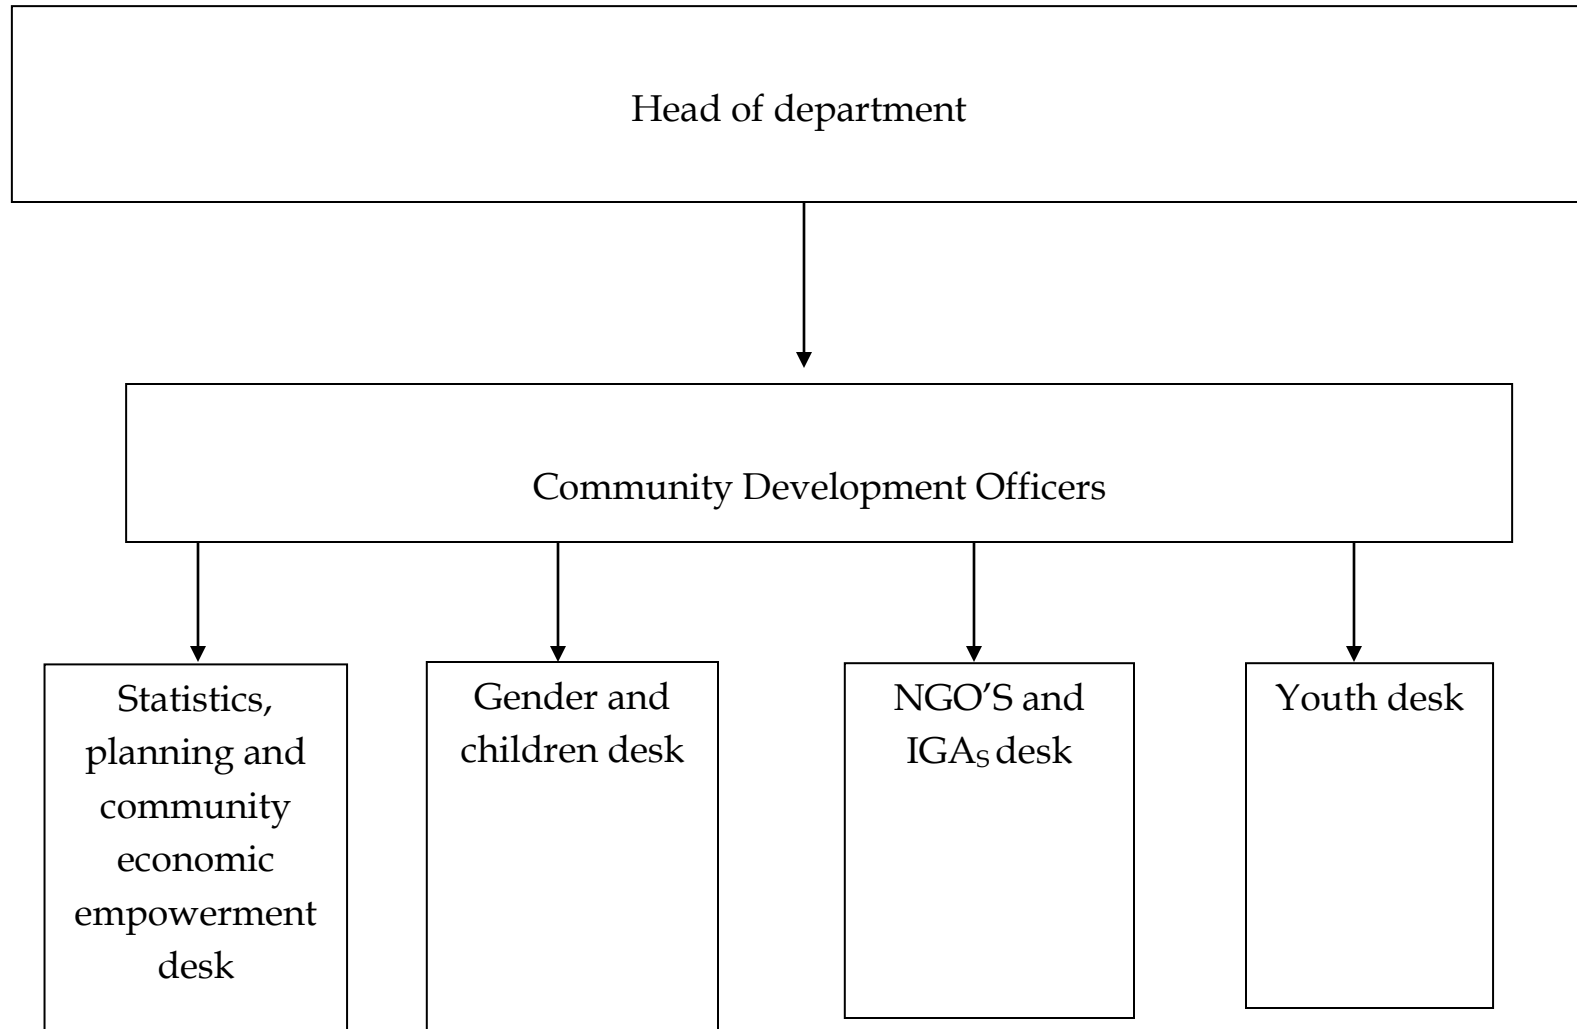 Head of department
Community Development Officers
Statistics,
planning and
community
economic
empowerment
desk
Gender and
children desk
NGO’S and
IGAS desk
Youth desk